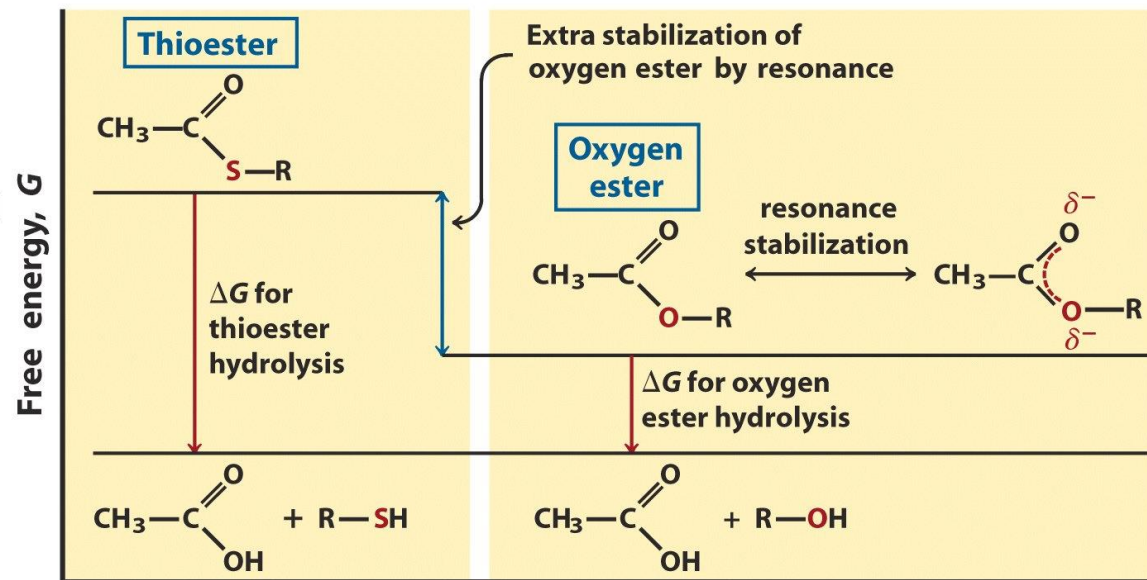 Free energy, G
Thioester
O
CH₃—C
S—R
ΔG for
thioester
hydrolysis
O
CH₃—C
OH
+ R—SH
Extra stabilization of
oxygen ester by resonance
Oxygen
ester
O
CH₃—C
O—R
resonance
stabilization
δ⁻
O
CH₃—C
O—R
δ⁻
ΔG for oxygen
ester hydrolysis
O
CH₃—C
OH
+ R—OH